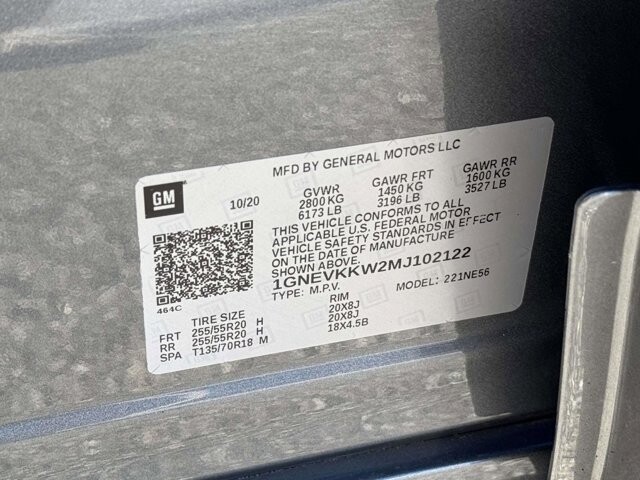 MFD BY GENERAL MOTORS LLC
GM
10/20
GVWR GAWR FRT GAWR RR
2800 KG 1450 KG 1600 KG
6173 LB 3196 LB 3527 LB
THIS VEHICLE CONFORMS TO ALL
APPLICABLE U.S. FEDERAL MOTOR
VEHICLE SAFETY STANDARDS IN EFFECT
ON THE DATE OF MANUFACTURE
SHOWN ABOVE.
1GNEVKKW2MJ102122
TYPE: M.P.V. MODEL: 221NE56
464C
TIRE SIZE RIM
FRT 255/55R20 H 20X8J
RR 255/55R20 H 20X8J
SPA T135/70R18 M 18X4.5B